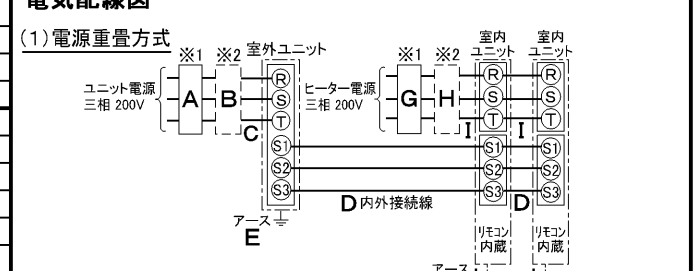 電気配線図
(1)電源重畳方式
※1 ※2 室外ユニット
ユニット電源
三相 200V
A B C
R
S
T
S1
S2
S3
アース
E
※1 ※2
ヒーター電源
三相 200V
G H I I
室内
ユニット
R
S
T
S1
S2
S3
リモコン
内蔵
室内
ユニット
R
S
T
S1
S2
S3
リモコン
内蔵
D 内外接続線 D
アース